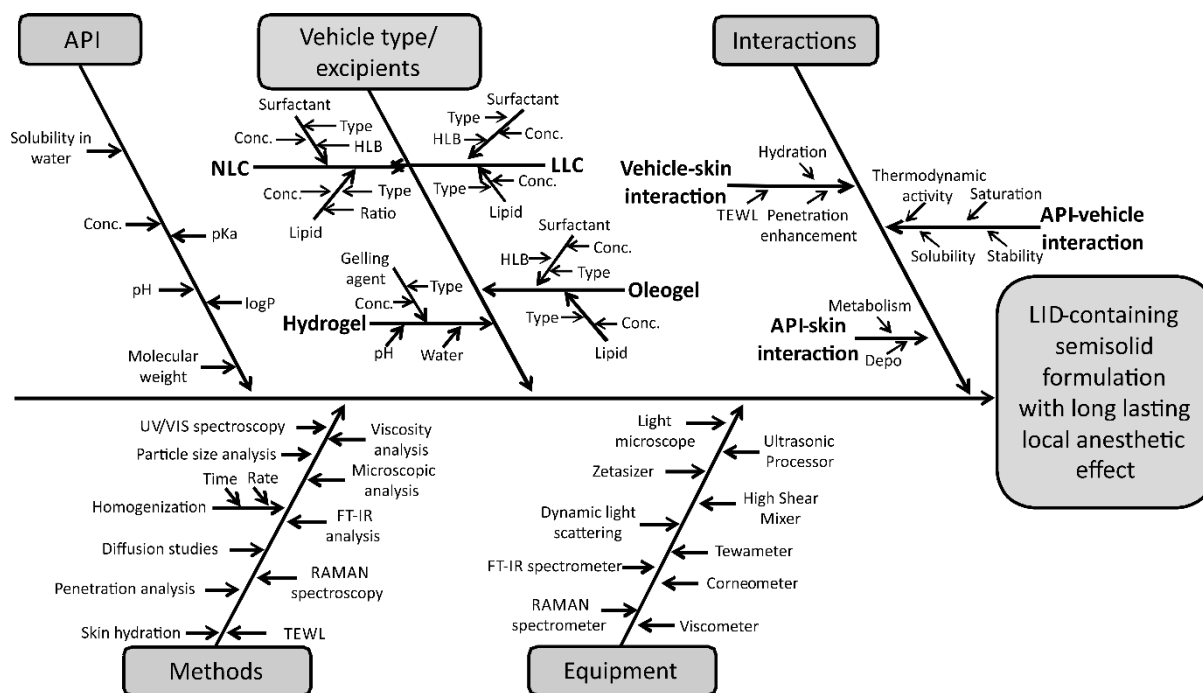 API
Vehicle type/
excipients
Interactions
Solubility in
water
Conc.
pKa
pH
logP
Molecular
weight
Surfactant
Type
Conc.
HLB
NLC
Conc.
Type
Ratio
Lipid
Surfactant
Type
HLB
Conc.
LLC
Type
Conc.
Lipid
Gelling
agent
Type
Conc.
Hydrogel
pH
Water
Surfactant
Conc.
HLB
Type
Oleogel
Type
Conc.
Lipid
Hydration
Vehicle-skin
interaction
TEWL
Penetration
enhancement
Thermodynamic
activity
Saturation
API-vehicle
interaction
Solubility
Stability
Metabolism
API-skin
interaction
Depo
LID-containing
semisolid
formulation
with long lasting
local anesthetic
effect
UV/VIS spectroscopy
Viscosity
analysis
Particle size analysis
Microscopic
analysis
Time
Rate
Homogenization
FT-IR
analysis
Diffusion studies
RAMAN
spectroscopy
Penetration analysis
Skin hydration
TEWL
Methods
Light
microscope
Ultrasonic
Processor
Zetasizer
High Shear
Mixer
Dynamic light
scattering
Tewameter
FT-IR spectrometer
Corneometer
RAMAN
spectrometer
Viscometer
Equipment